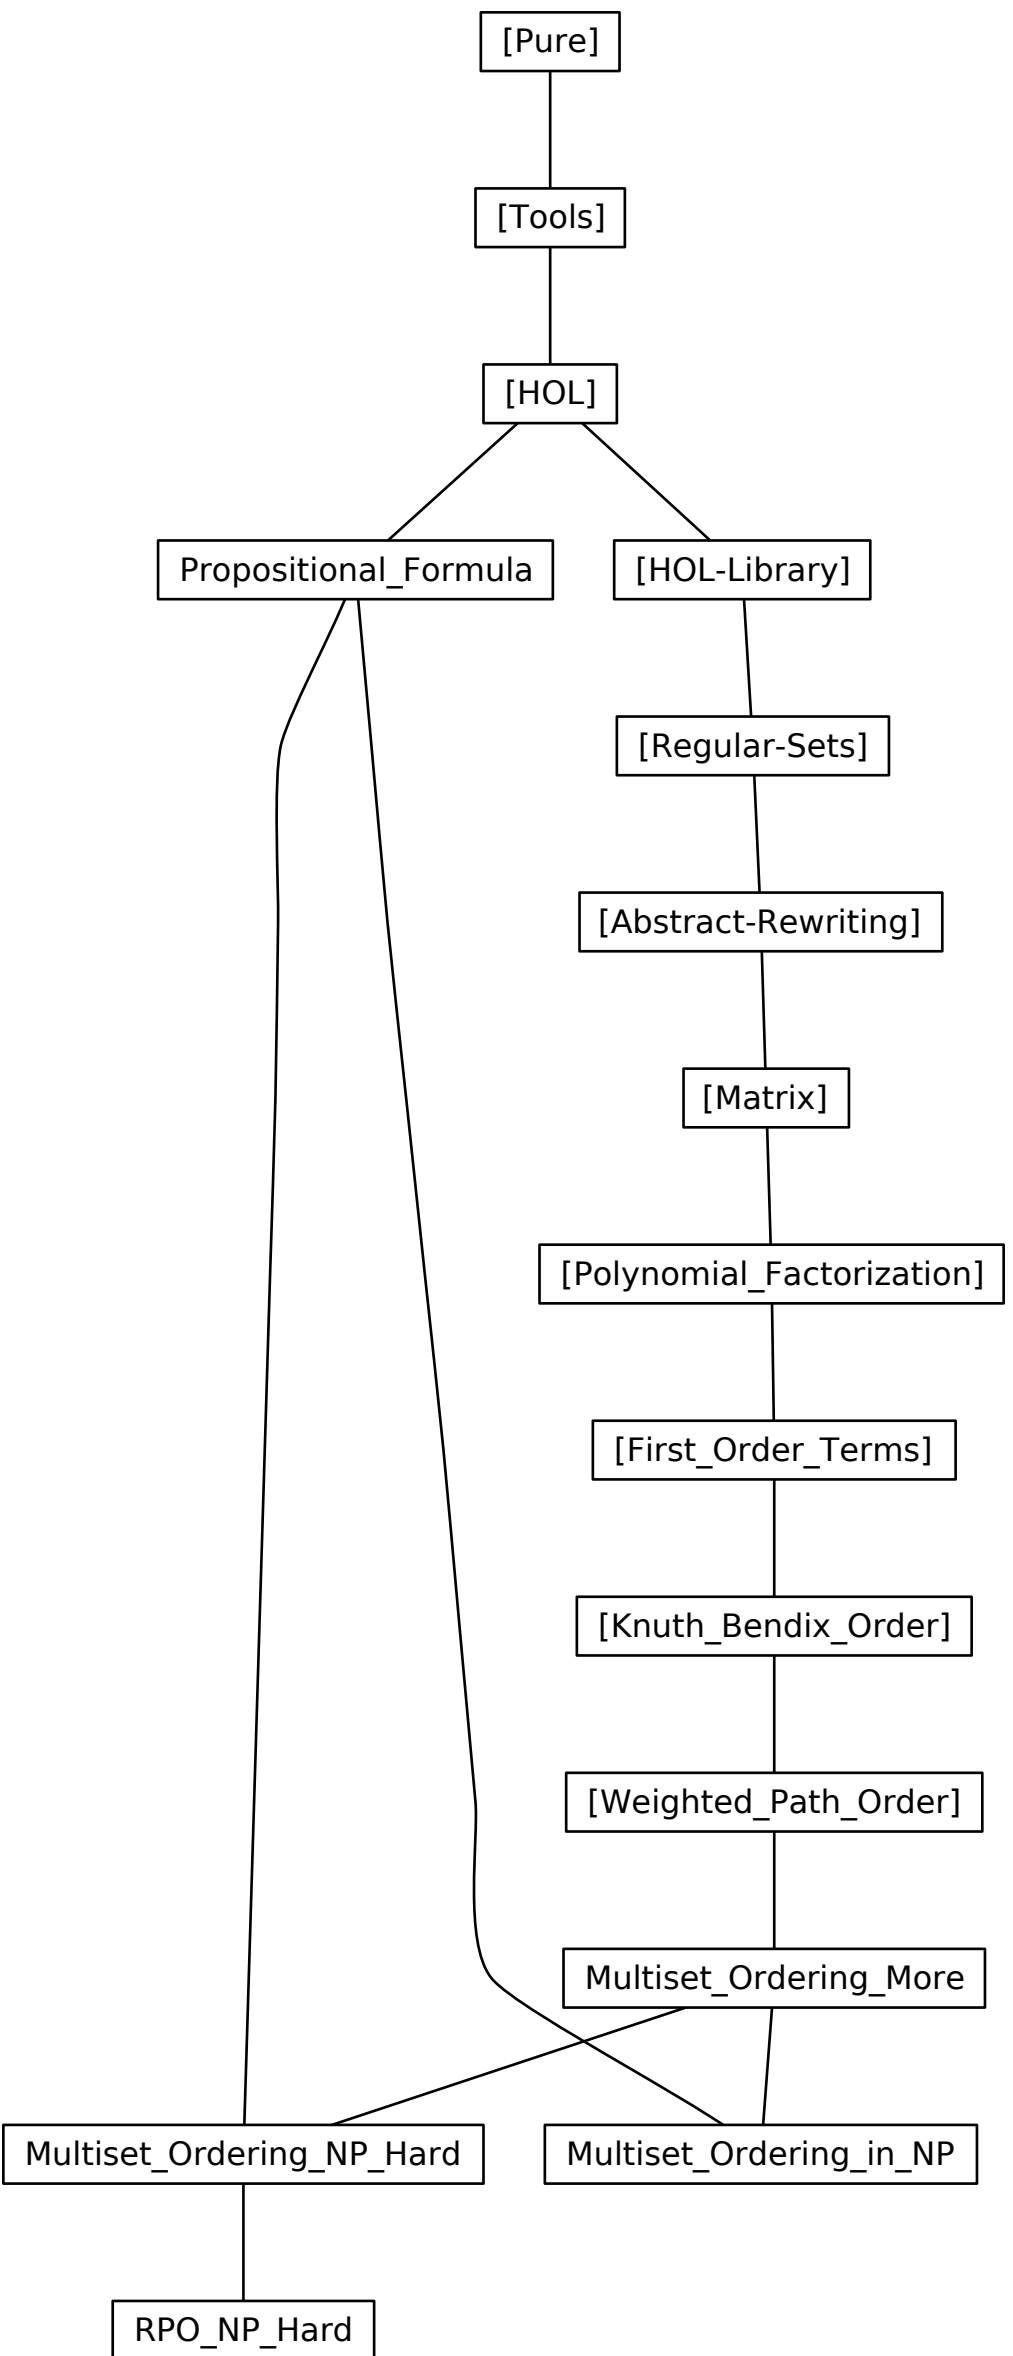 [Pure]
[Tools]
[HOL]
Propositional_Formula
[HOL-Library]
[Regular-Sets]
[Abstract-Rewriting]
[Matrix]
[Polynomial_Factorization]
[First_Order_Terms]
[Knuth_Bendix_Order]
[Weighted_Path_Order]
Multiset_Ordering_More
Multiset_Ordering_NP_Hard
Multiset_Ordering_in_NP
RPO_NP_Hard